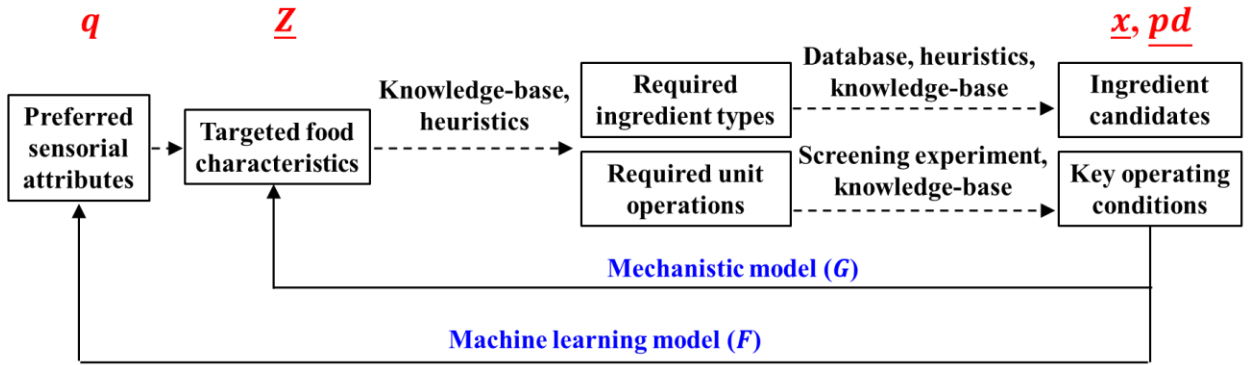 q
Z
x, pd
Preferred
sensorial
attributes
Targeted food
characteristics
Knowledge-base,
heuristics
Required
ingredient types
Database, heuristics,
knowledge-base
Ingredient
candidates
Required unit
operations
Screening experiment,
knowledge-base
Key operating
conditions
Mechanistic model (G)
Machine learning model (F)